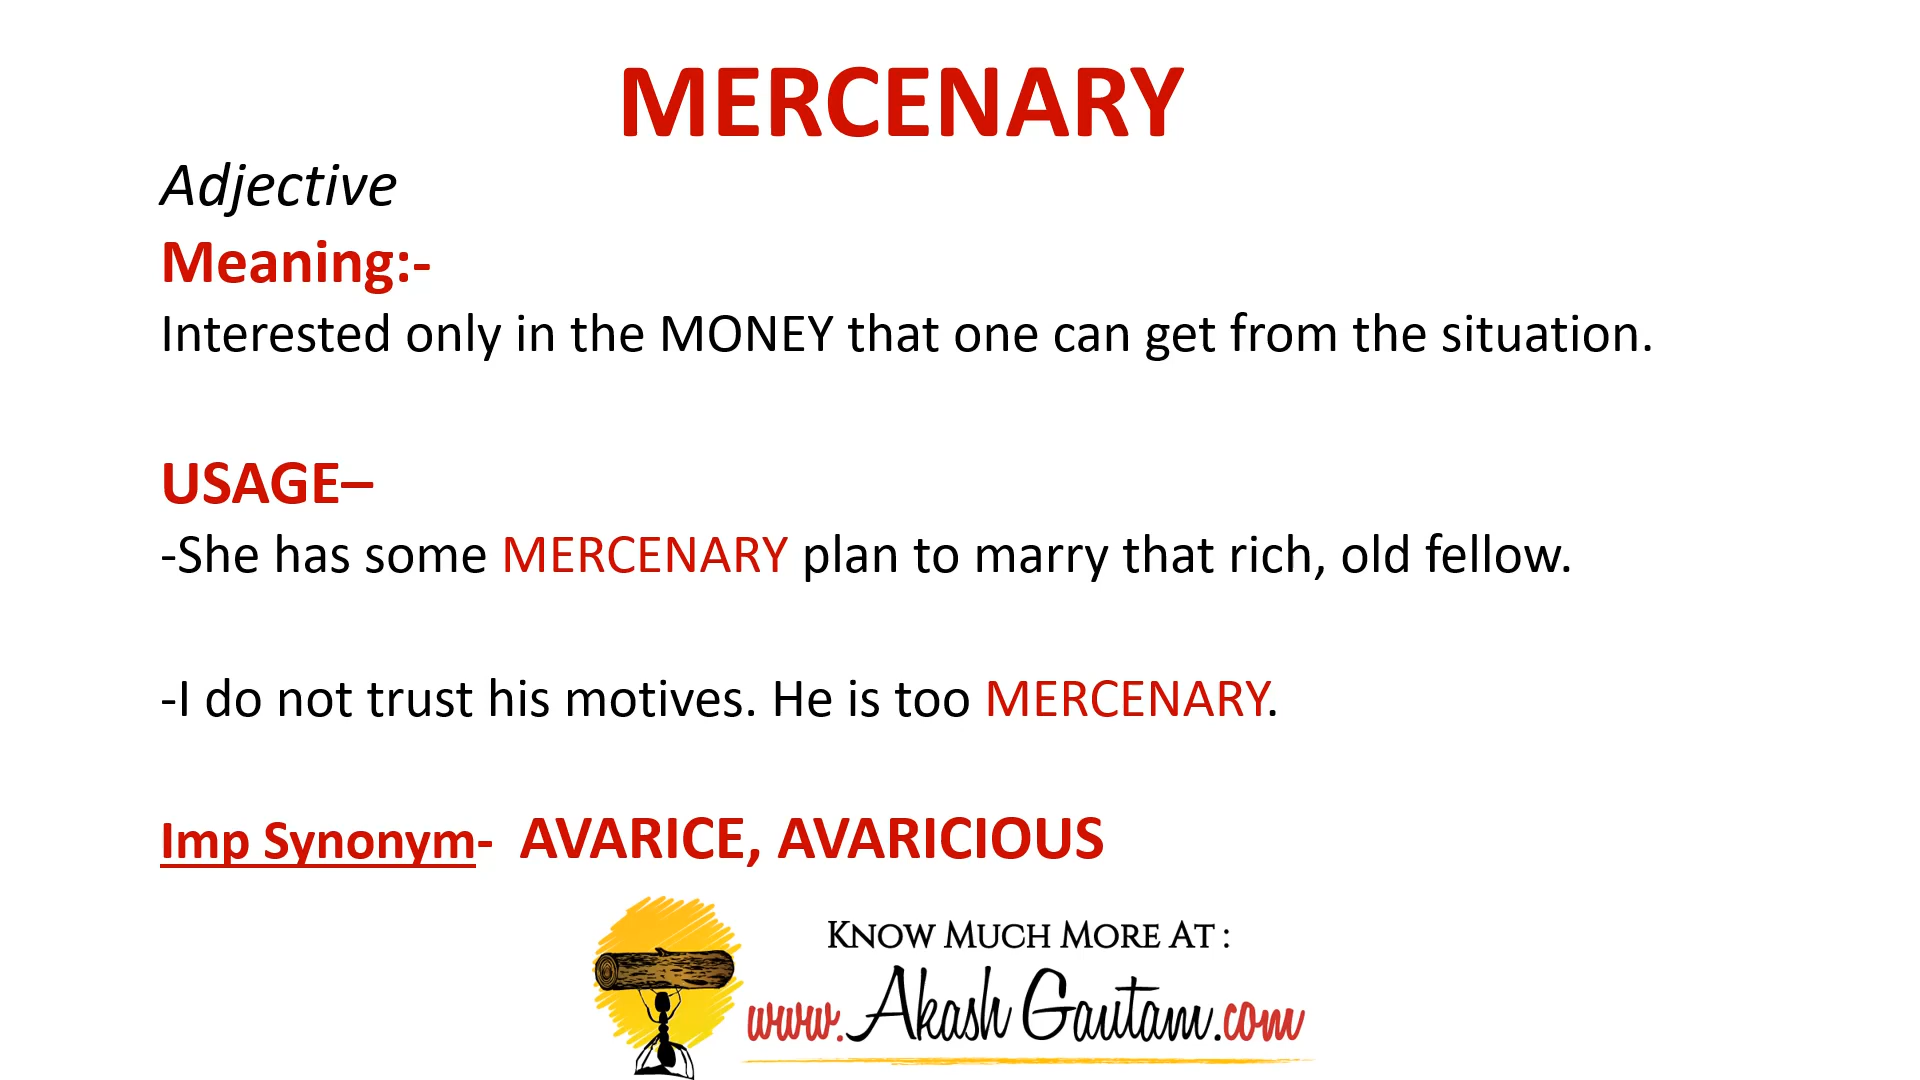 MERCENARY
Adjective
Meaning:-
Interested only in the MONEY that one can get from the situation.
USAGE–
-She has some MERCENARY plan to marry that rich, old fellow.
-I do not trust his motives. He is too MERCENARY.
Imp Synonym- AVARICE, AVARICIOUS
KNOW MUCH MORE AT :
www.AkashGautam.com